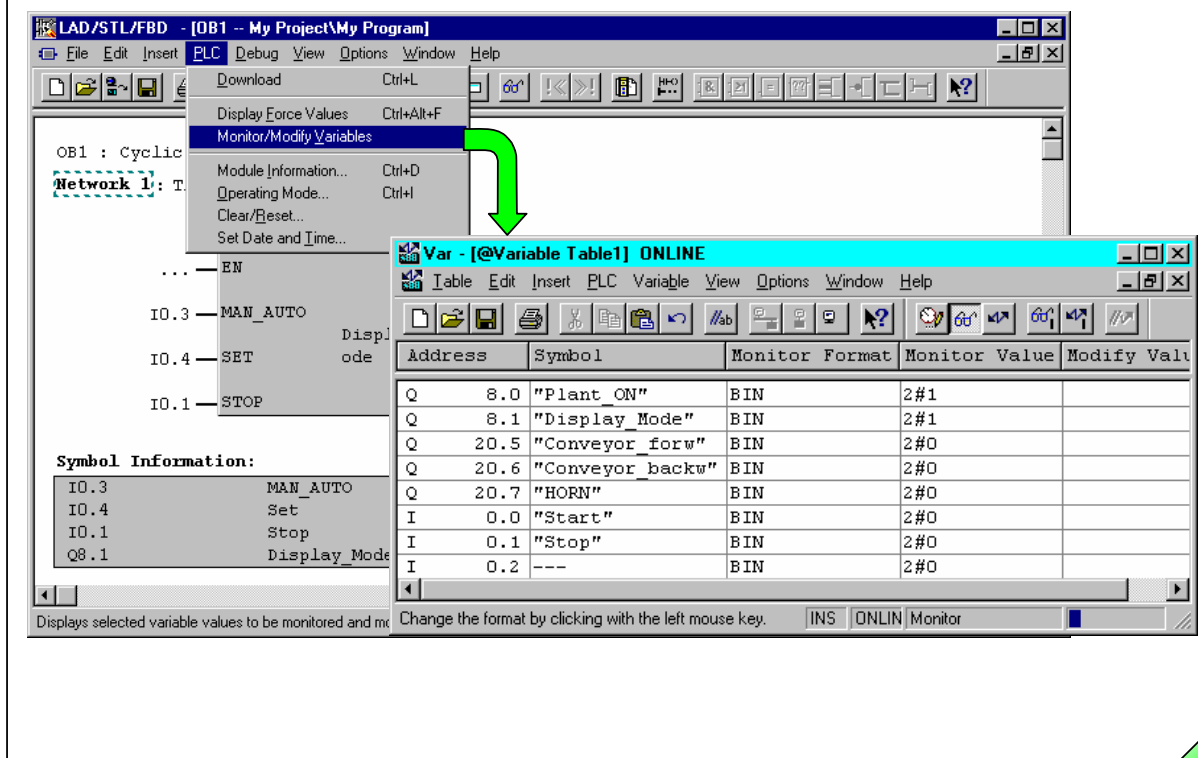 LAD/STL/FBD - [OB1 -- My Project\My Program]
File Edit Insert PLC Debug View Options Window Help
Download Ctrl+L
Display Force Values Ctrl+Alt+F
Monitor/Modify Variables
Module Information... Ctrl+D
Operating Mode... Ctrl+I
Clear/Reset...
Set Date and Time...
OB1 : Cyclic
Network 1: T
... EN
I0.3 MAN_AUTO
Displ
I0.4 SET ode
I0.1 STOP
Symbol Information:
I0.3 MAN_AUTO
I0.4 Set
I0.1 Stop
Q8.1 Display_Mode
Displays selected variable values to be monitored and mo
Var - [@Variable Table1] ONLINE
Table Edit Insert PLC Variable View Options Window Help
Address Symbol Monitor Format Monitor Value Modify Valu
Q 8.0 "Plant_ON" BIN 2#1
Q 8.1 "Display_Mode" BIN 2#1
Q 20.5 "Conveyor_forw" BIN 2#0
Q 20.6 "Conveyor_backw" BIN 2#0
Q 20.7 "HORN" BIN 2#0
I 0.0 "Start" BIN 2#0
I 0.1 "Stop" BIN 2#0
I 0.2 --- BIN 2#0
Change the format by clicking with the left mouse key. INS ONLIN Monitor